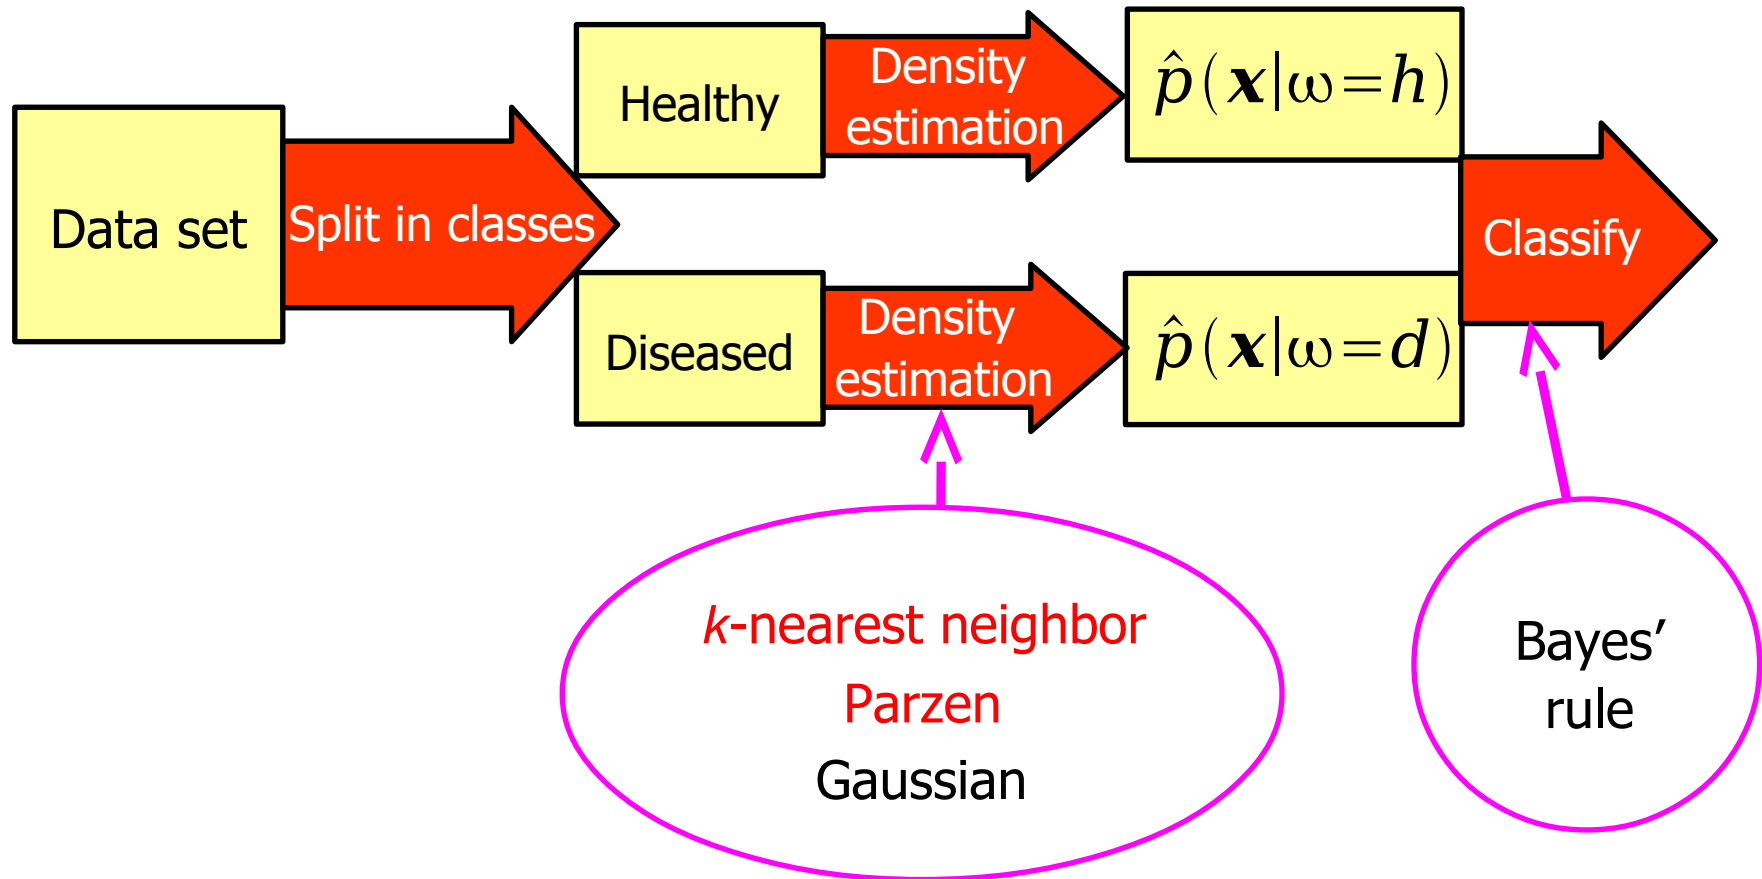 Data set
Split in classes
Healthy
Density
estimation
p̂(x|ω=h)
Diseased
Density
estimation
p̂(x|ω=d)
Classify
k-nearest neighbor
Parzen
Gaussian
Bayes’
rule